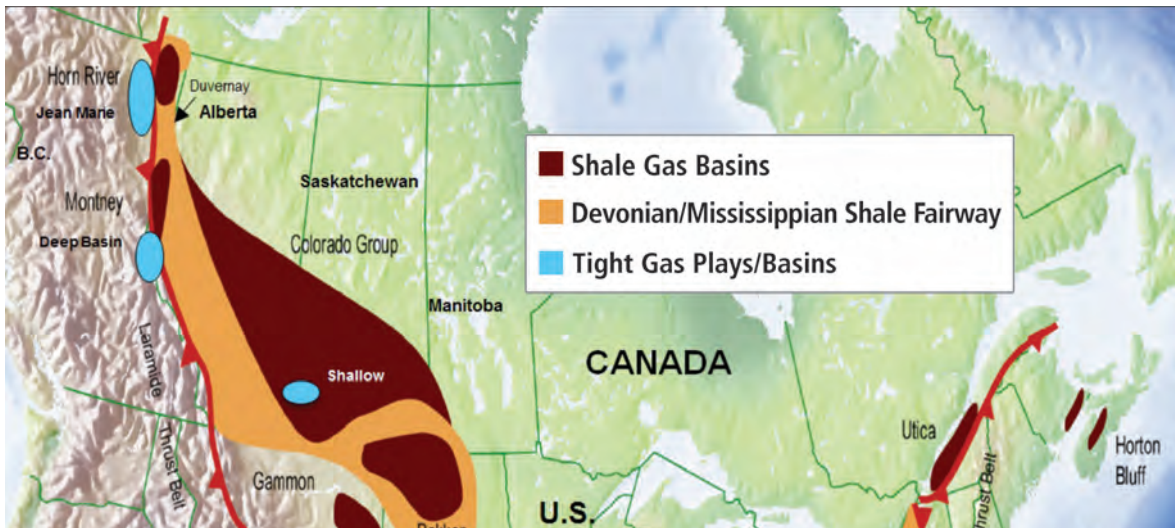 Horn River
Duvernay
Jean Mane
Alberta
B.C.
Shale Gas Basins
Saskatchewan
Montney
Devonian/Mississippian Shale Fairway
Deep Basin
Colorado Group
Tight Gas Plays/Basins
Manitoba
Laramide
CANADA
Shallow
Utica
Thrust Belt
Horton
Bluff
Gammon
Thrust Belt
U.S.